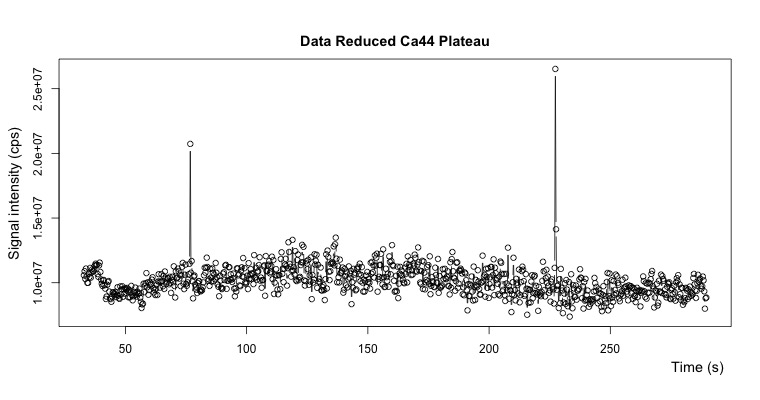 Data Reduced Ca44 Plateau
Signal intensity (cps)
2.5e+07
2.0e+07
1.5e+07
1.0e+07
50 100 150 200 250
Time (s)